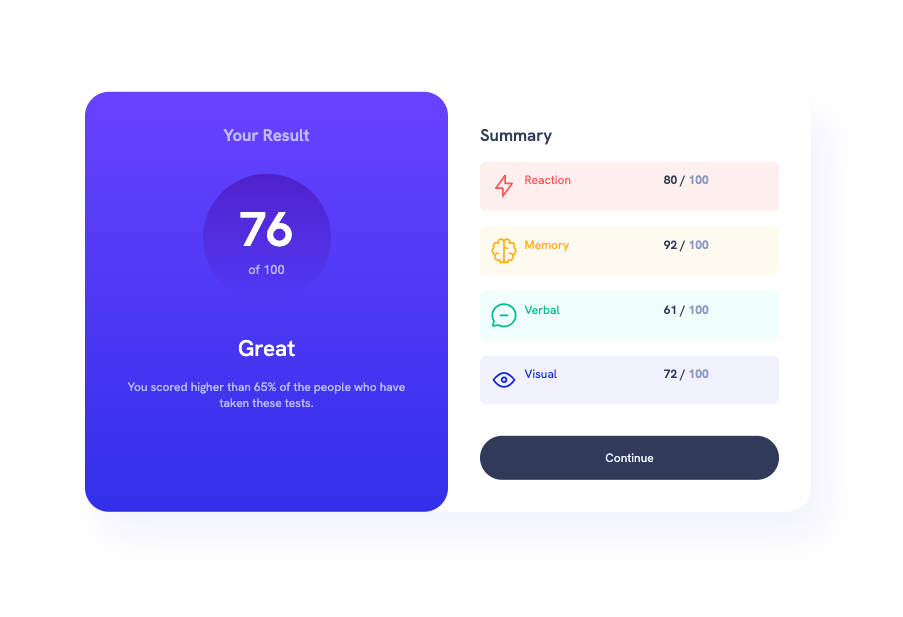 Your Result
76
of 100
Great
You scored higher than 65% of the people who have
taken these tests.
Summary
Reaction 80 / 100
Memory 92 / 100
Verbal 61 / 100
Visual 72 / 100
Continue